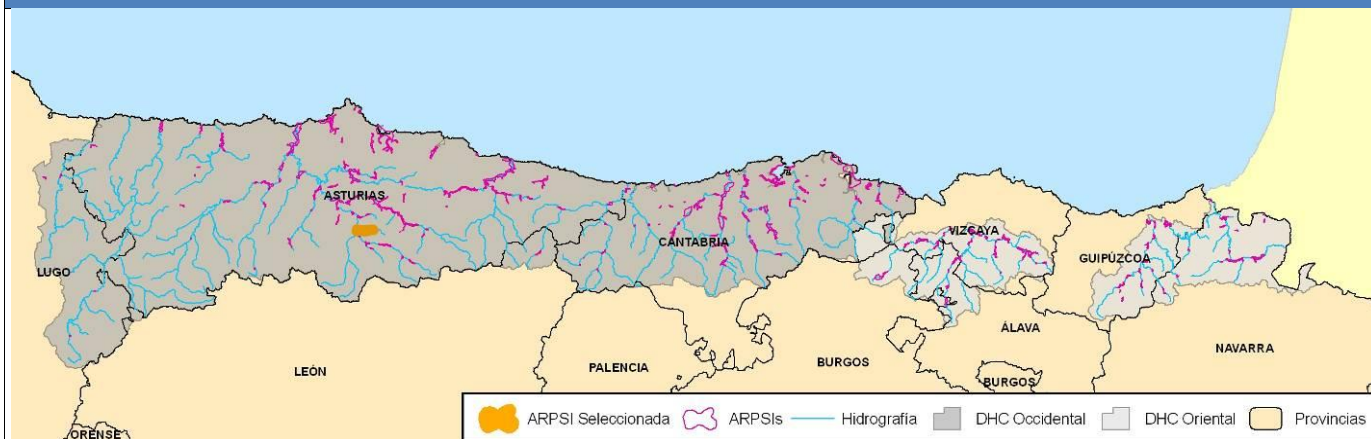 ASTURIAS
VIZCAYA
CANTABRIA
GUIPÚZCOA
LUGO
ÁLAVA
NAVARRA
LEÓN
PALENCIA
BURGOS
BURGOS
ORENSE
ARPSI Seleccionada
ARPSIs
Hidrografía
DHC Occidental
DHC Oriental
Provincias